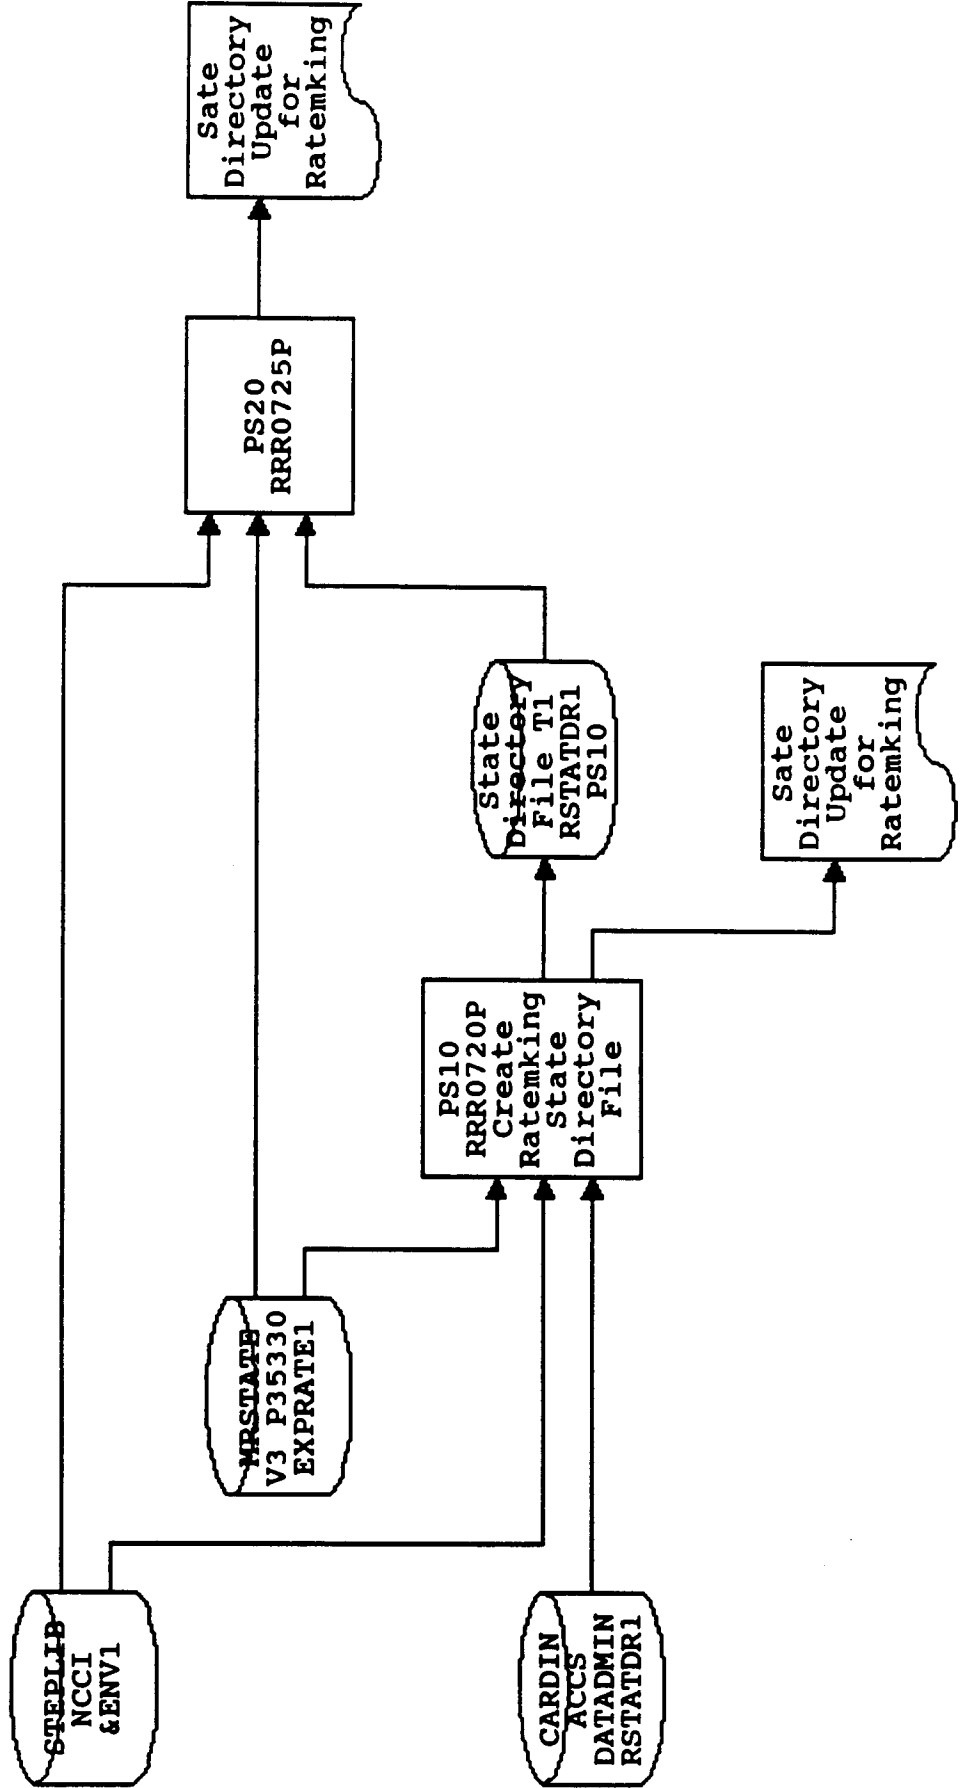 STEPLIB
NCCI
&ENV1
MRSTATE
V3 P35330
EXPRATE1
CARDIN
ACCS
DATADMIN
RSTATDR1
PS10
RRR0720P
Create
Ratemking
State
Directory
File
State
Directory
File T1
RSTATDR1
PS10
Sate
Directory
Update
for
Ratemking
PS20
RRR0725P
Sate
Directory
Update
for
Ratemking